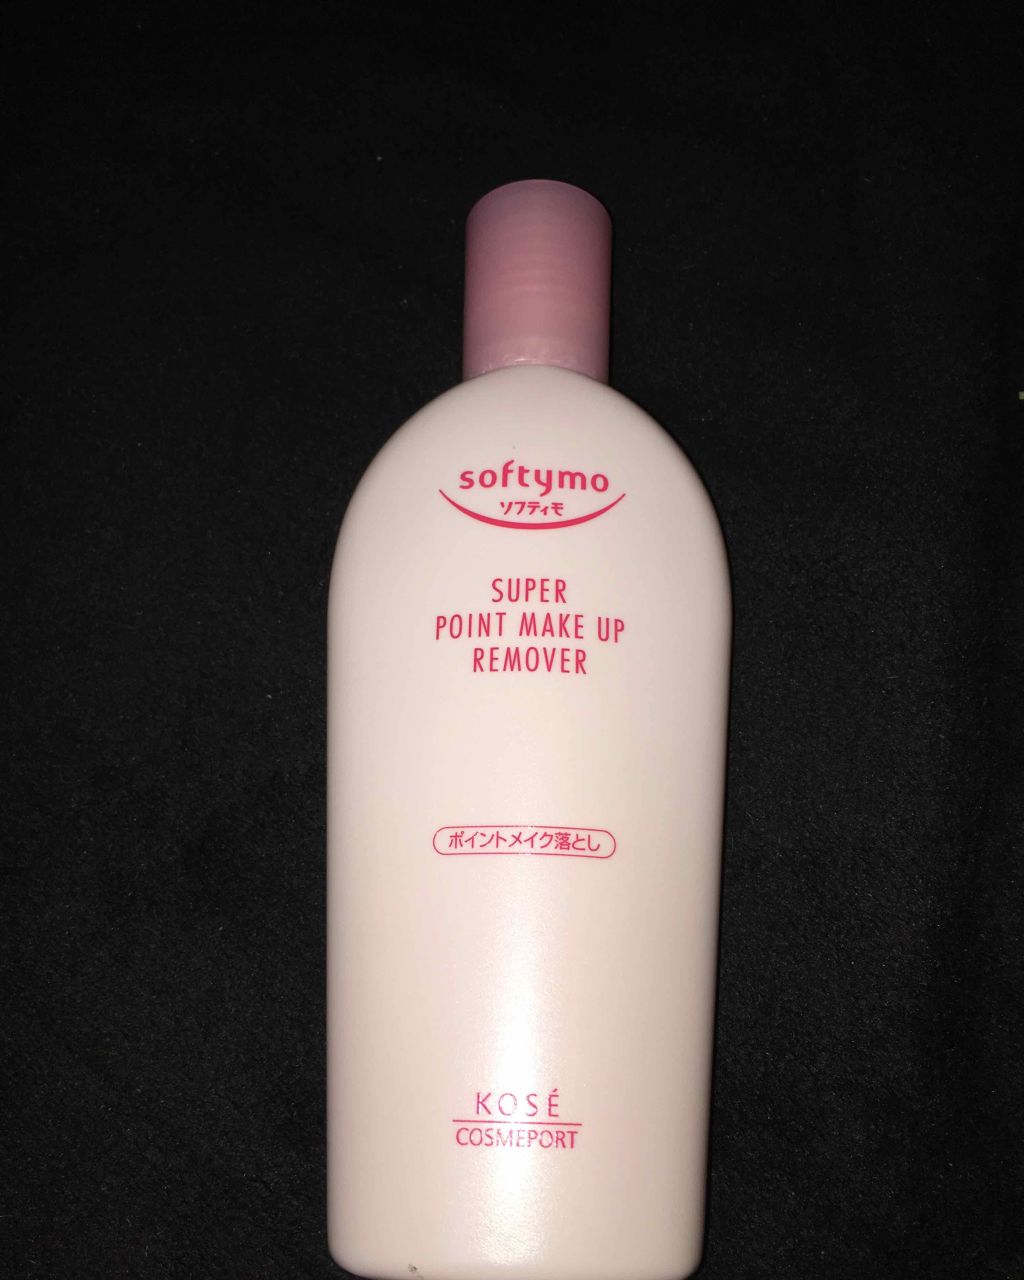 softymo
ソフティモ
SUPER
POINT MAKE UP
REMOVER
ポイントメイク落とし
KOSÉ
COSMEPORT